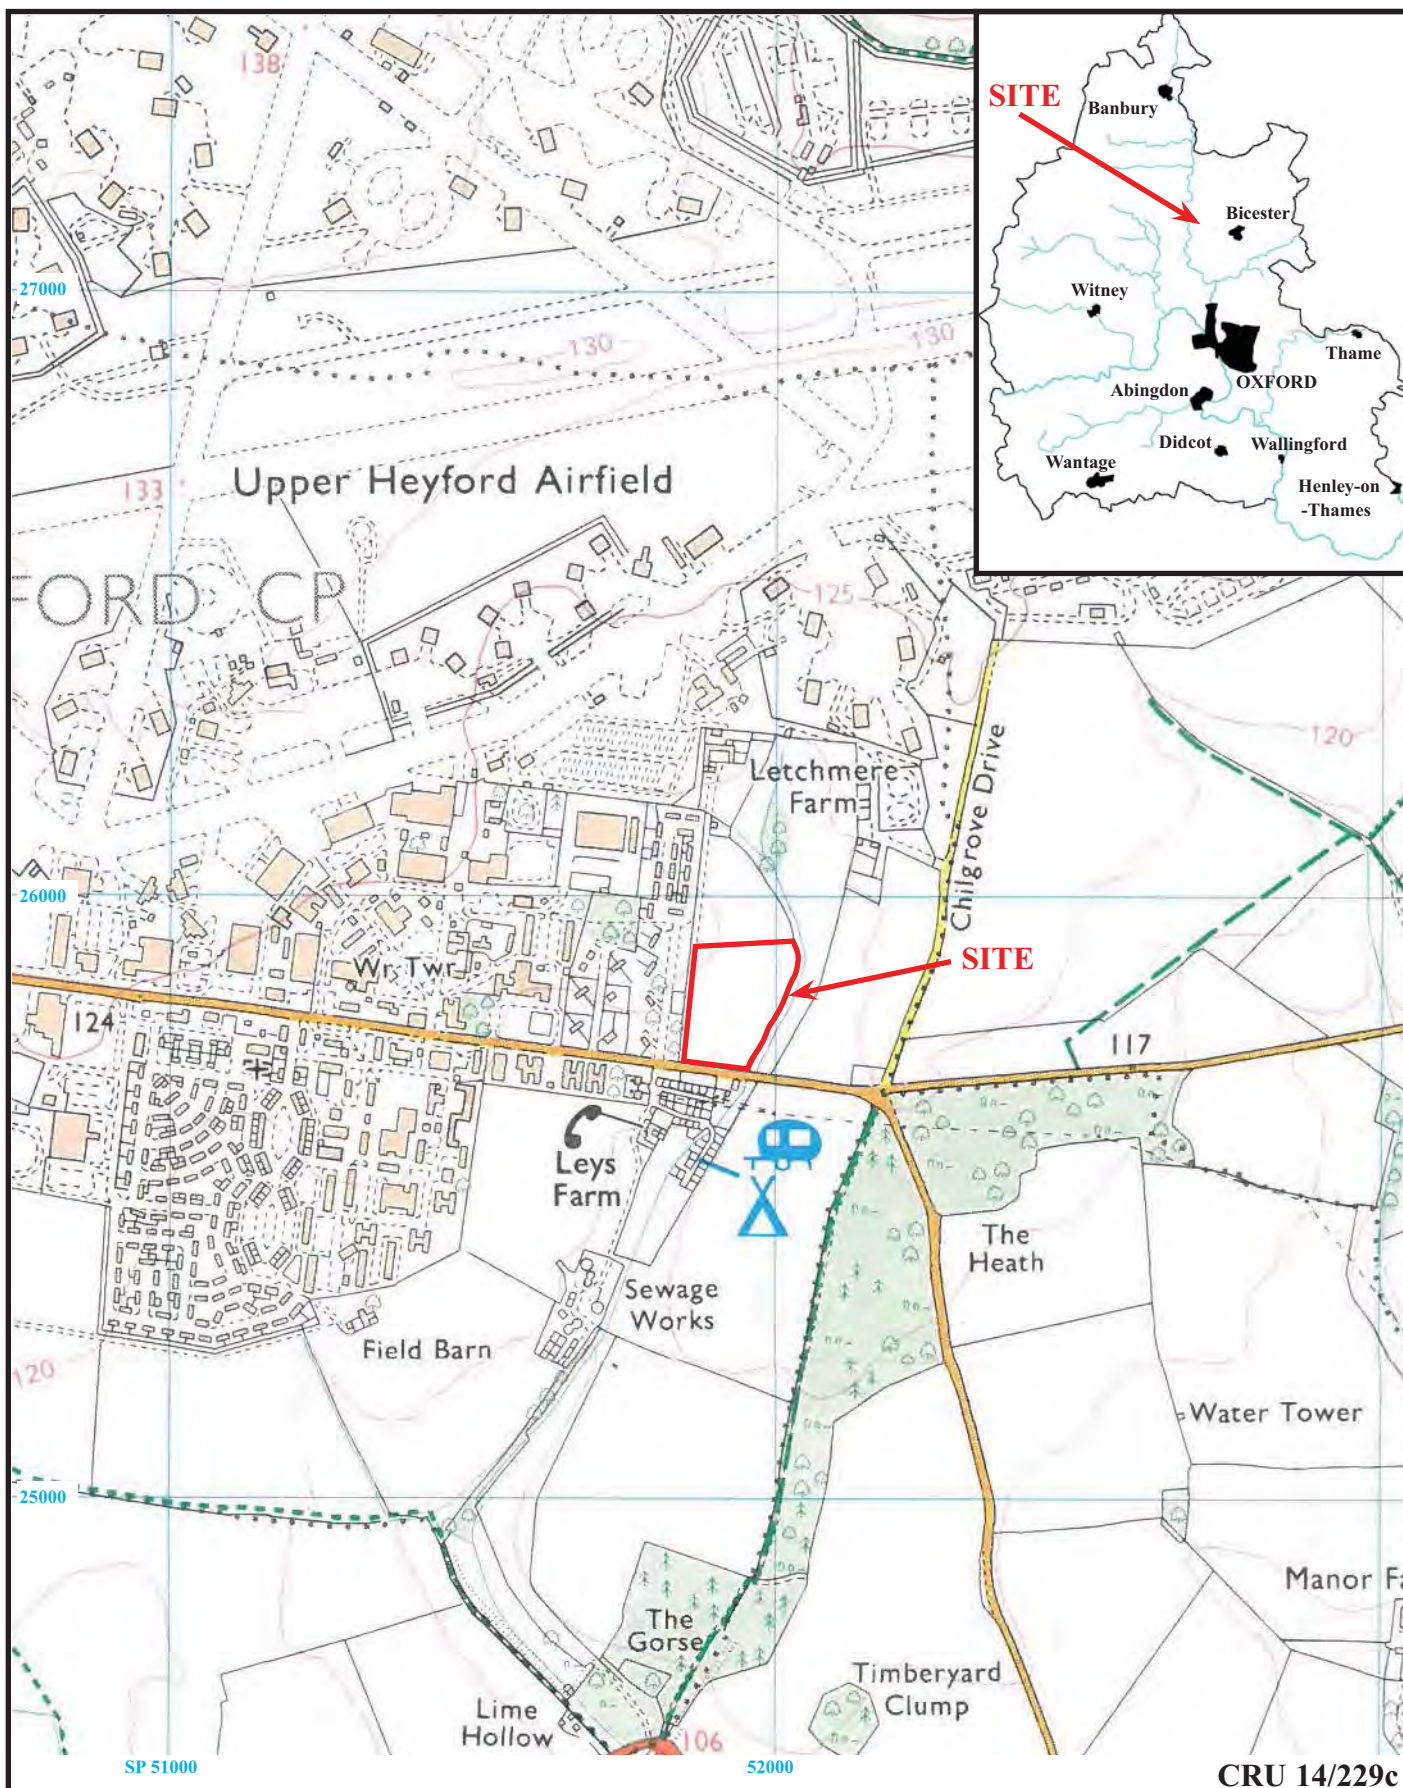 138
SITE
Banbury
Bicester
Witney
Thame
OXFORD
Abingdon
Didcot
Wallingford
Wantage
Henley-on
-Thames
27000
130
130
133
Upper Heyford Airfield
FORD CP
125
120
Letchmere
Farm
Chilgrove Drive
26000
Wr Twr
SITE
124
117
Leys
Farm
The
Heath
Sewage
Works
Field Barn
120
Water Tower
25000
Manor Fa
The
Gorse
Timberyard
Clump
Lime
Hollow
106
SP 51000
52000
CRU 14/229c